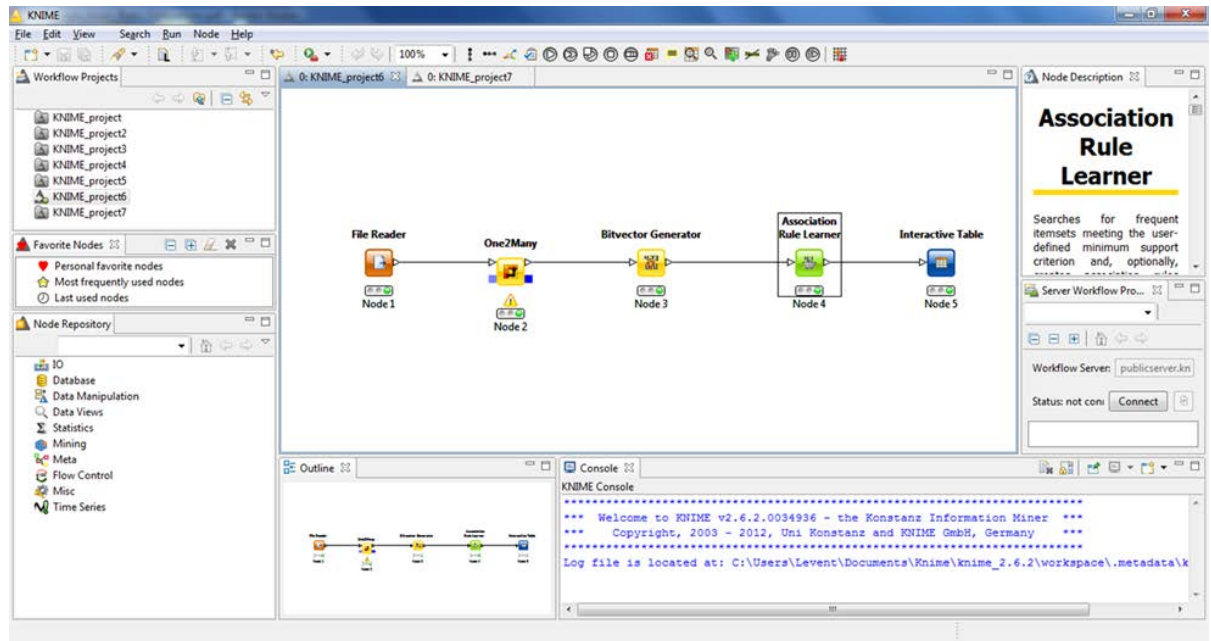 KNIME
File Edit View Search Run Node Help
100%
Workflow Projects
KNIME_project
KNIME_project2
KNIME_project3
KNIME_project4
KNIME_project5
KNIME_project6
KNIME_project7
Favorite Nodes
Personal favorite nodes
Most frequently used nodes
Last used nodes
Node Repository
IO
Database
Data Manipulation
Data Views
Statistics
Mining
Meta
Flow Control
Misc
Time Series
0: KNIME_project6
0: KNIME_project7
File Reader
Node 1
One2Many
Node 2
Bitvector Generator
Node 3
Association
Rule Learner
Node 4
Interactive Table
Node 5
Outline
Console
KNIME Console
***********************************************************************
*** Welcome to KNIME v2.6.2.0034936 - the Konstanz Information Miner ***
*** Copyright, 2003 - 2012, Uni Konstanz and KNIME GmbH, Germany ***
***********************************************************************
Log file is located at: C:\Users\Levent\Documents\Knime\knime_2.6.2\workspace\.metadata\k
Node Description
Association
Rule
Learner
Searches for frequent
itemsets meeting the user-
defined minimum support
criterion and, optionally,
Server Workflow Pro...
Workflow Server: publicserver.kn
Status: not con
Connect